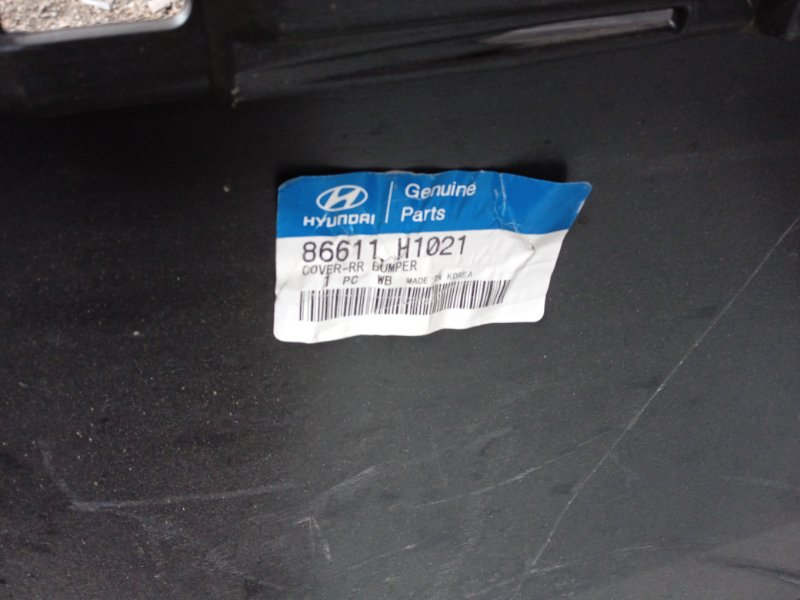 HYUNDAI
Genuine
Parts
86611 H1021
COVER-RR BUMPER
1 PC WB MADE IN KOREA